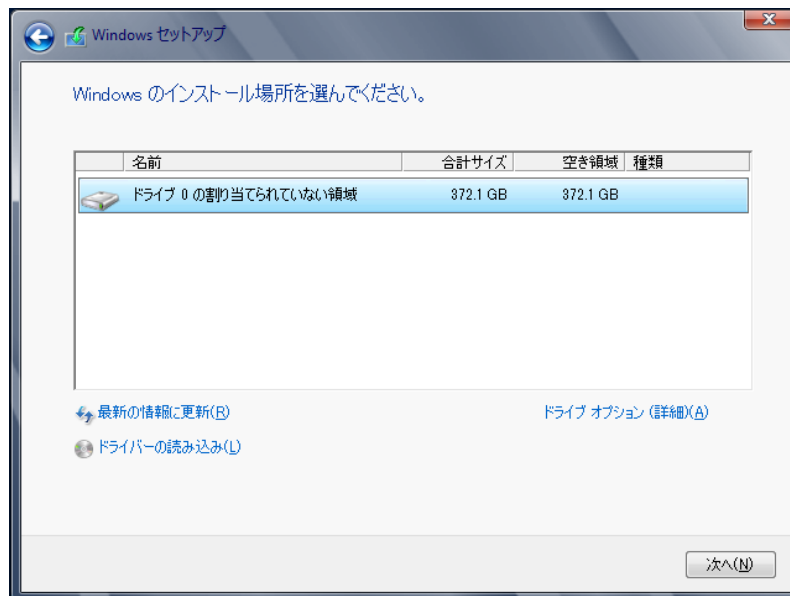 Windows セットアップ
Windows のインストール場所を選んでください。
名前 合計サイズ 空き領域 種類
ドライブ 0 の割り当てられていない領域 372.1 GB 372.1 GB
最新の情報に更新(R) ドライブ オプション (詳細)(A)
ドライバーの読み込み(L)
次へ(N)